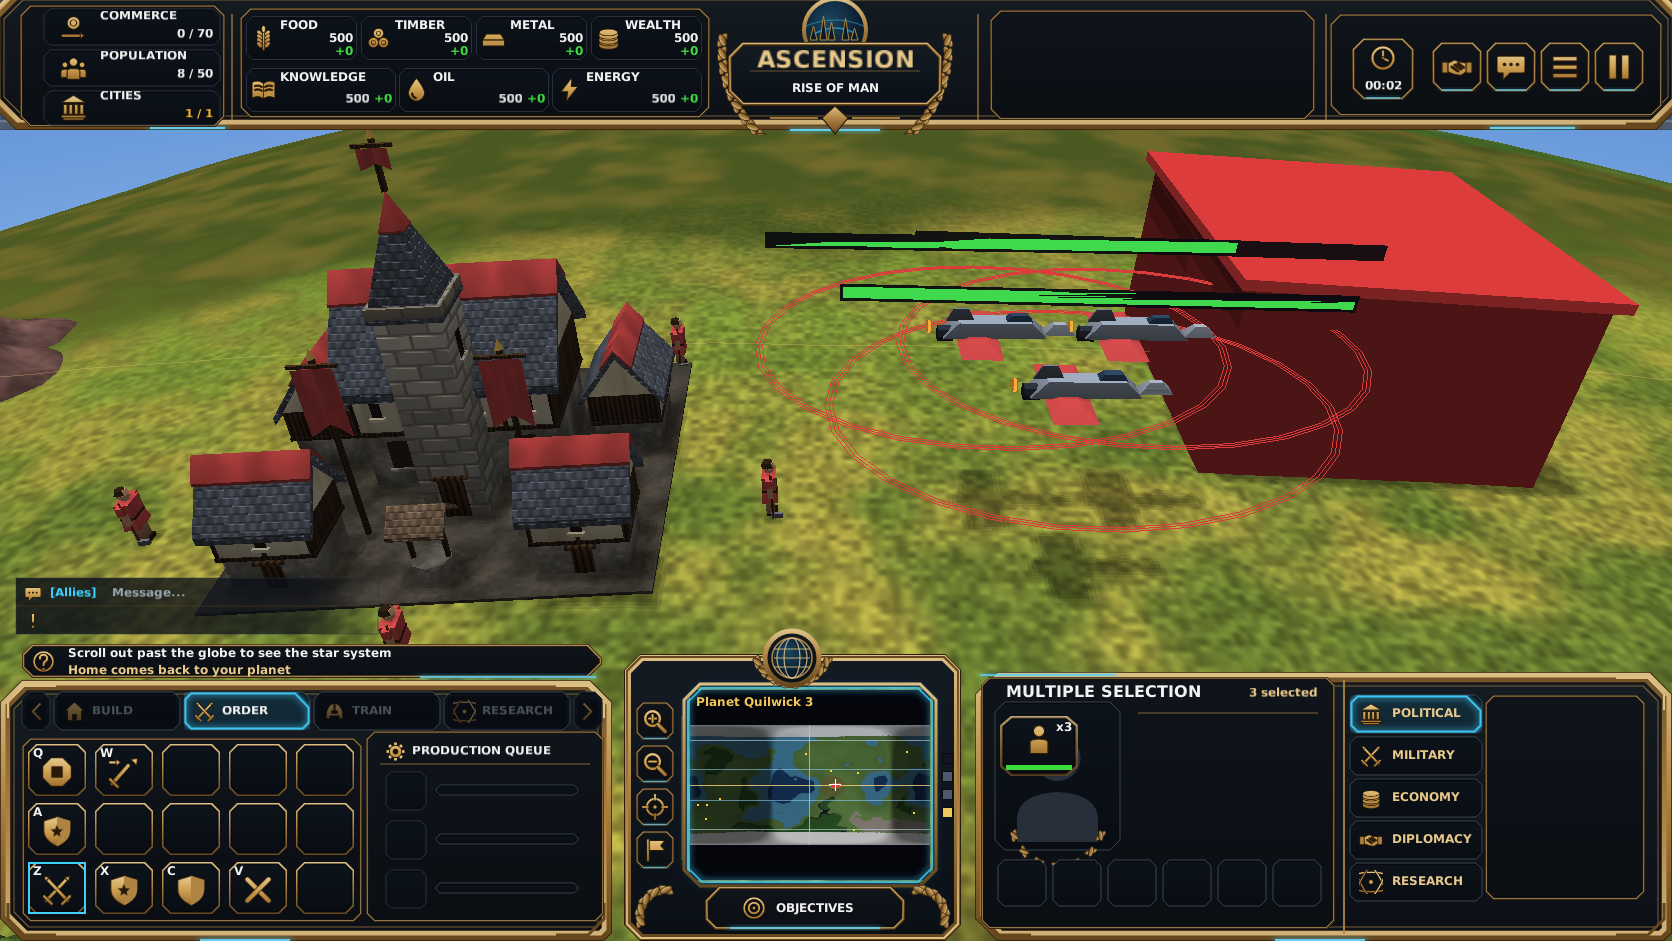 COMMERCE
0 / 70
POPULATION
8 / 50
CITIES
1 / 1
FOOD
500
+0
TIMBER
500
+0
METAL
500
+0
WEALTH
500
+0
KNOWLEDGE
500 +0
OIL
500 +0
ENERGY
500 +0
ASCENSION
RISE OF MAN
00:02
[Allies] Message...
!
Scroll out past the globe to see the star system
Home comes back to your planet
BUILD
ORDER
TRAIN
RESEARCH
Q
W
A
Z
X
C
V
PRODUCTION QUEUE
Planet Quilwick 3
OBJECTIVES
MULTIPLE SELECTION
3 selected
x3
POLITICAL
MILITARY
ECONOMY
DIPLOMACY
RESEARCH